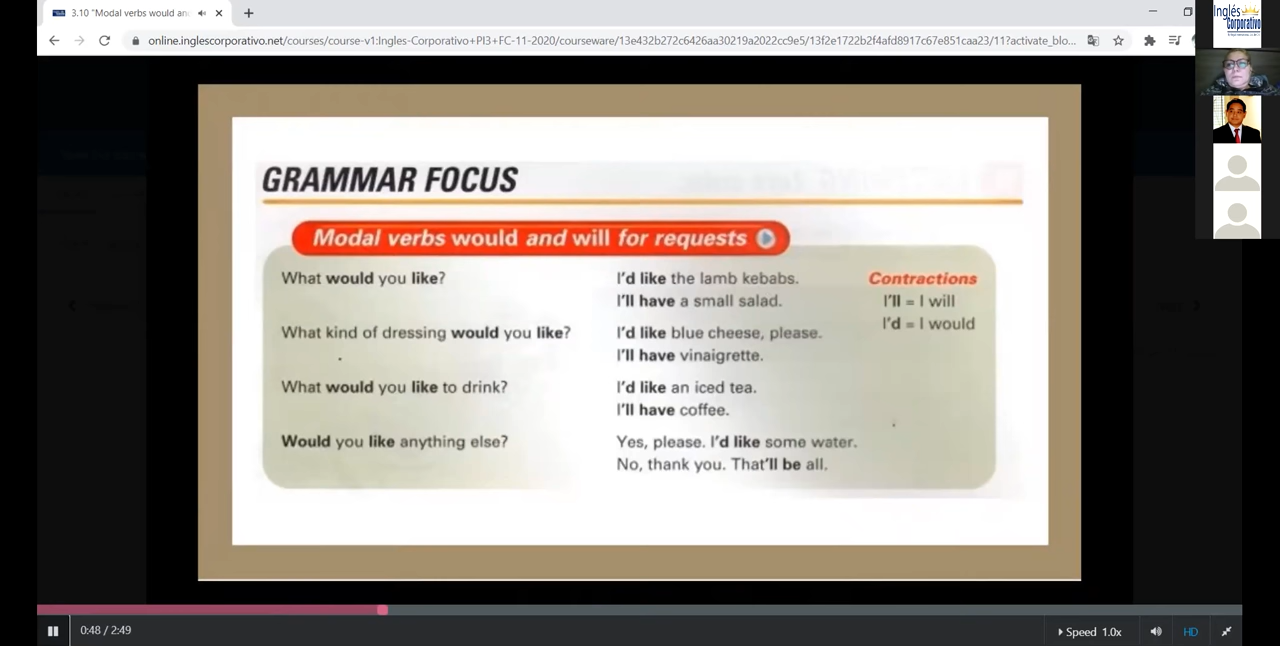 3.10 "Modal verbs would an
online.inglescorporativo.net/courses/course-v1:Ingles-Corporativo+PI3+FC-11-2020/courseware/13e432b272c6426aa30219a2022cc9e5/13f2e1722b2f4afd8917c67e851caa23/11?activate_blo...
Inglés
Corporativo
GRAMMAR FOCUS
Modal verbs would and will for requests
What would you like?
I'd like the lamb kebabs.
I'll have a small salad.
What kind of dressing would you like?
I'd like blue cheese, please.
I'll have vinaigrette.
What would you like to drink?
I'd like an iced tea.
I'll have coffee.
Would you like anything else?
Yes, please. I'd like some water.
No, thank you. That'll be all.
Contractions
I'll = I will
I'd = I would
0:48 / 2:49
Speed 1.0x
HD